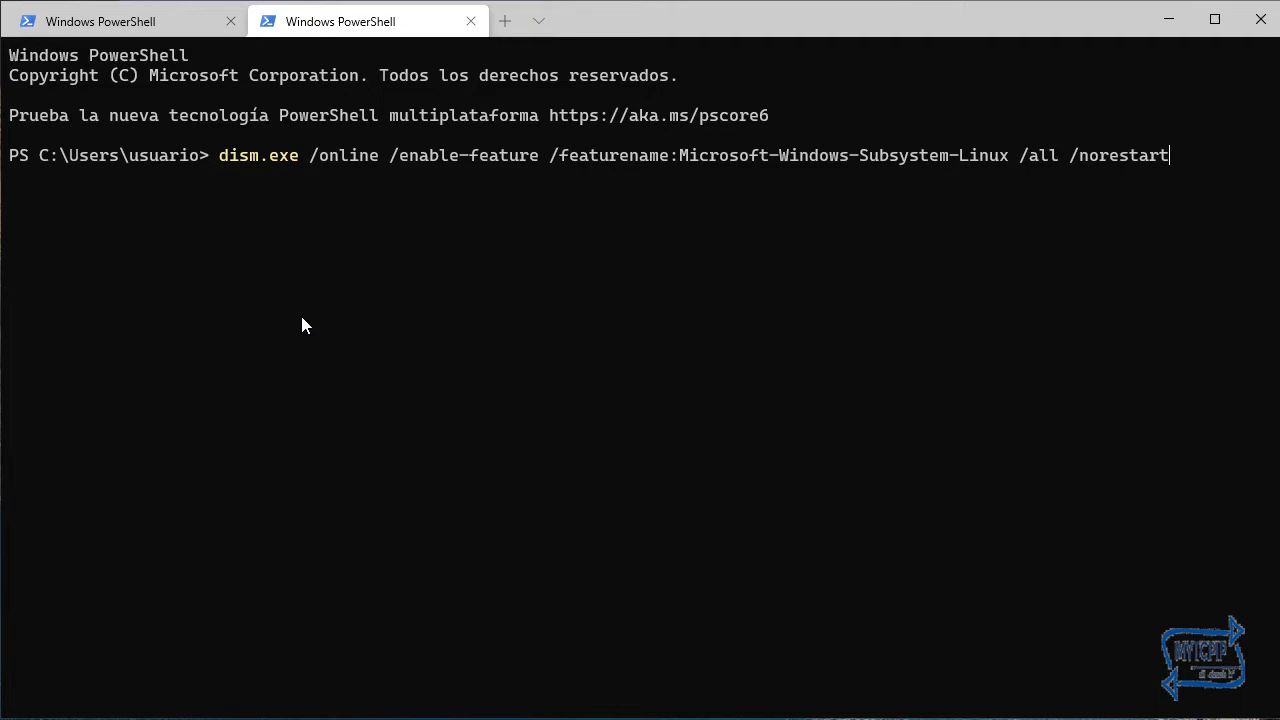 Windows PowerShell
Windows PowerShell
Windows PowerShell
Copyright (C) Microsoft Corporation. Todos los derechos reservados.
Prueba la nueva tecnología PowerShell multiplataforma https://aka.ms/pscore6
PS C:\Users\usuario> dism.exe /online /enable-feature /featurename:Microsoft-Windows-Subsystem-Linux /all /norestart